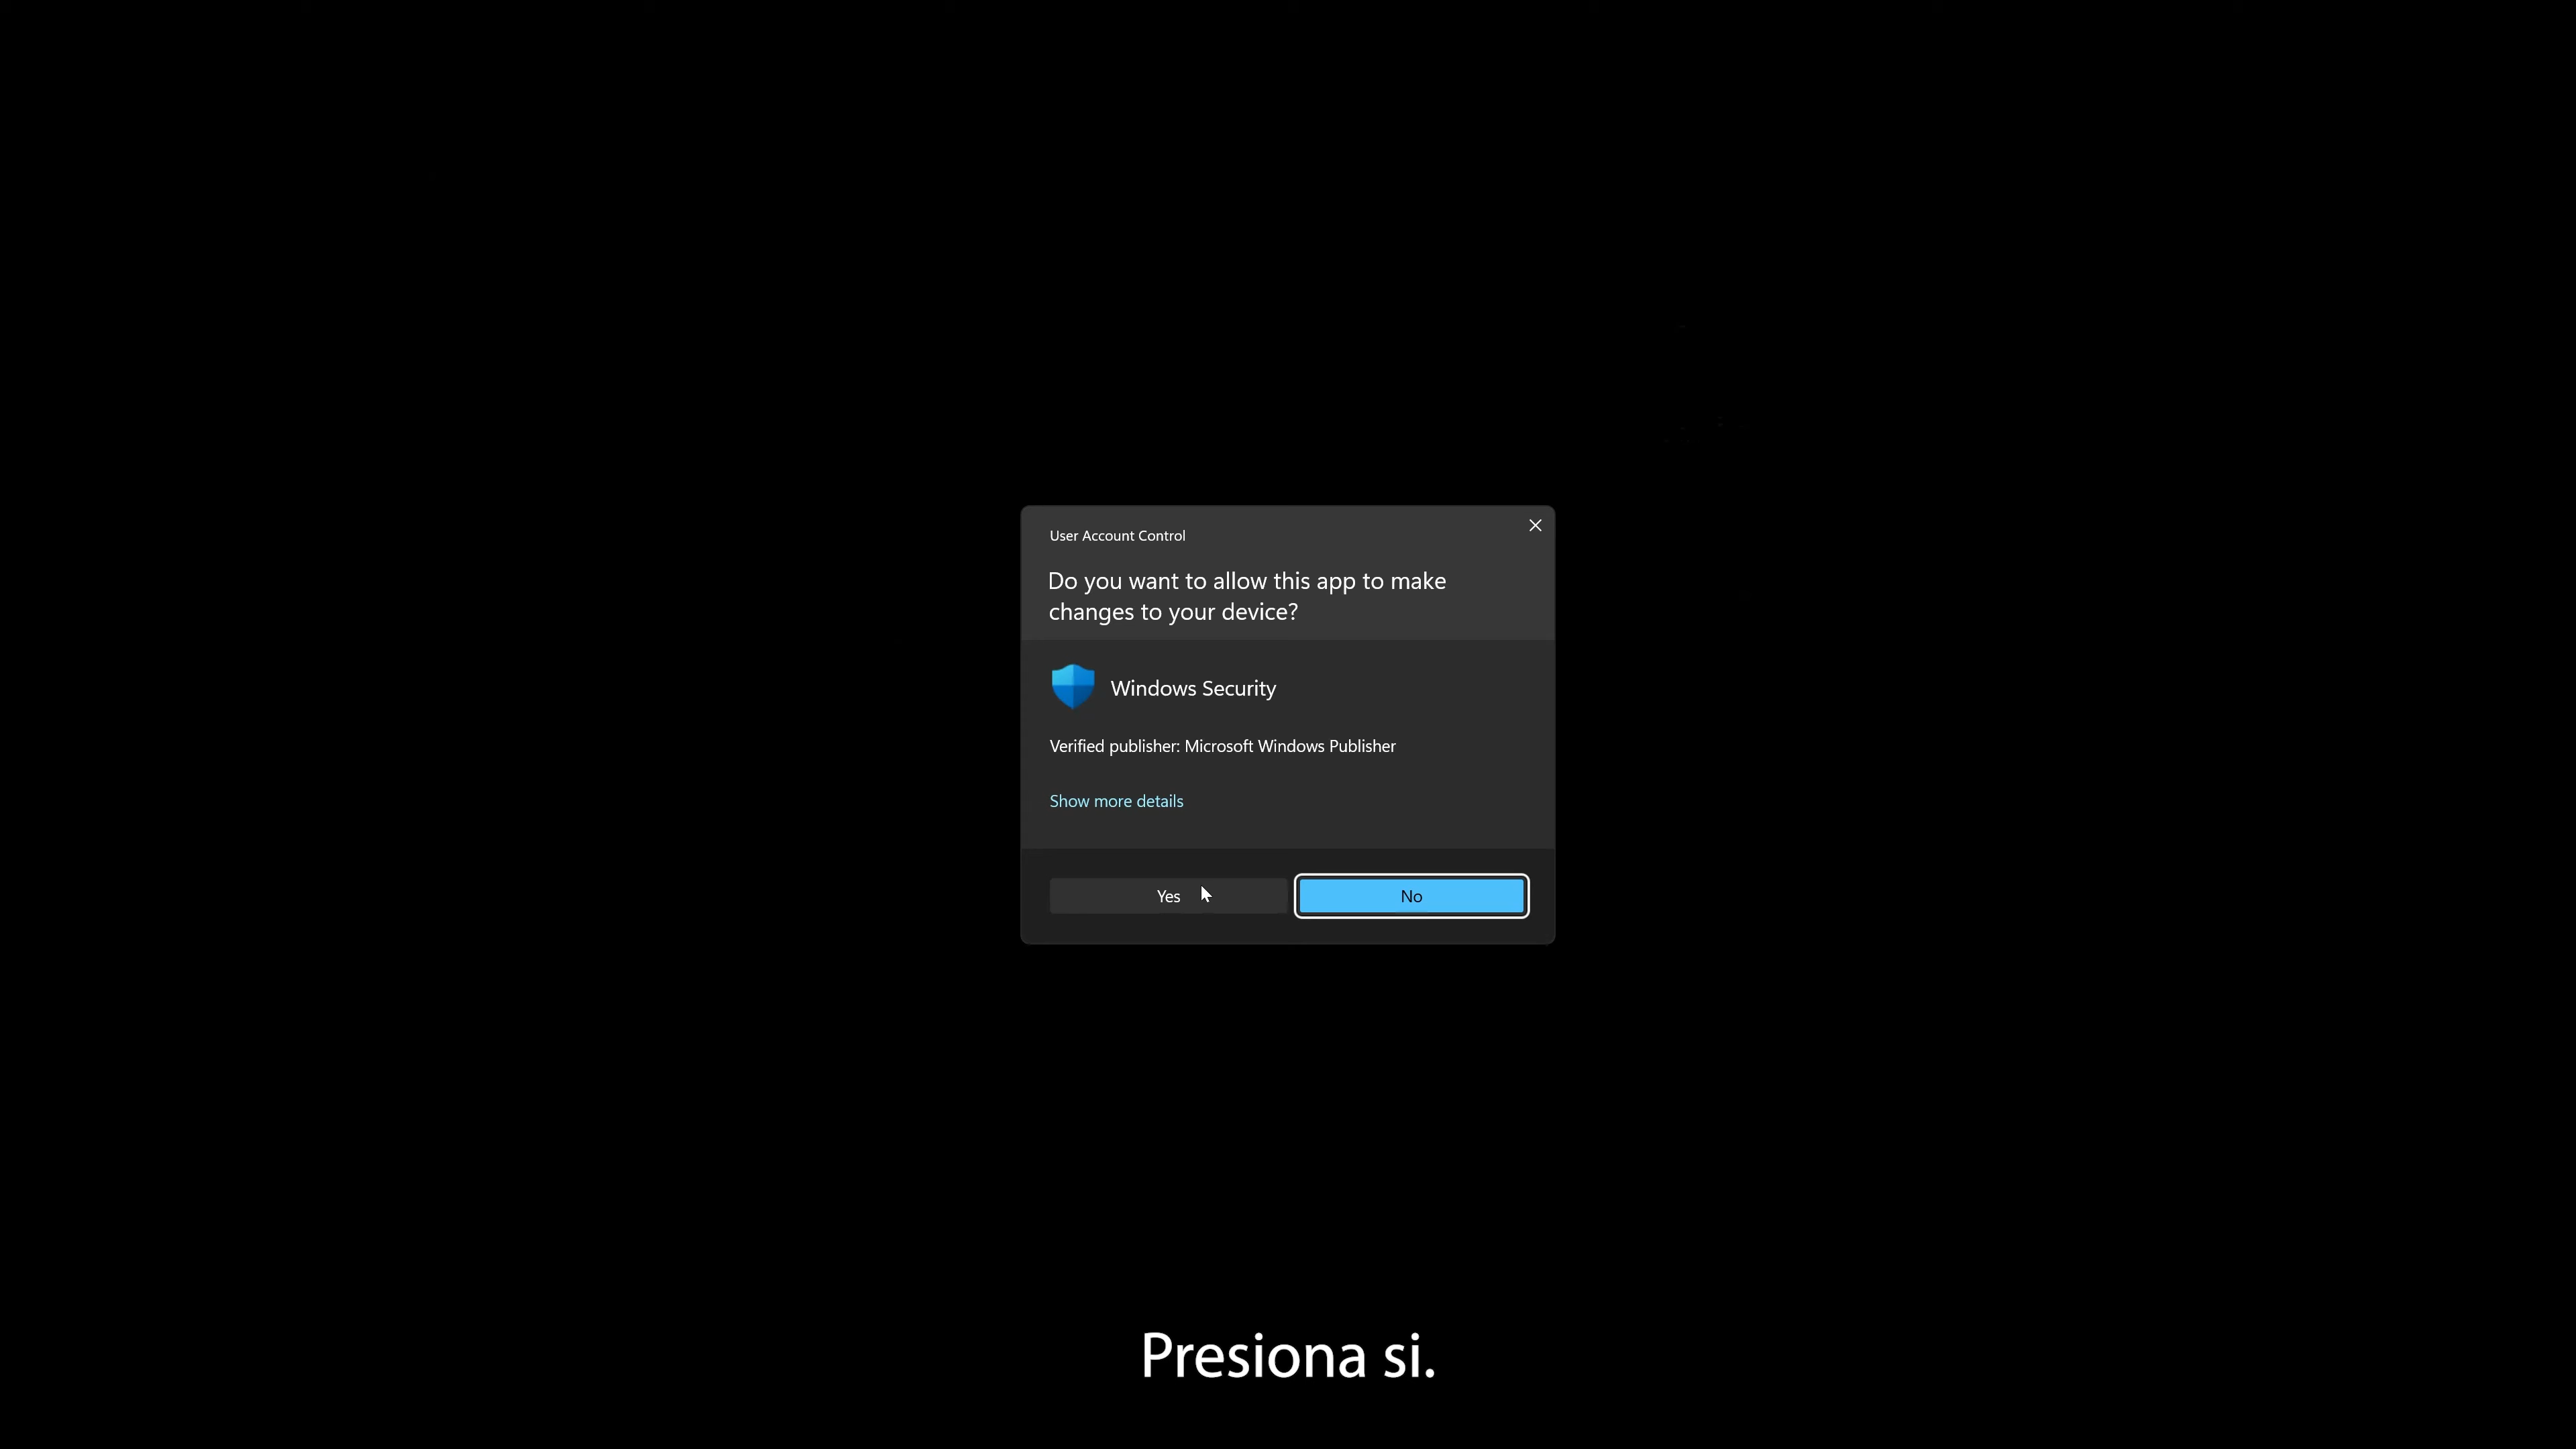 User Account Control
Do you want to allow this app to make
changes to your device?
Windows Security
Verified publisher: Microsoft Windows Publisher
Show more details
Yes
No
Presiona si.